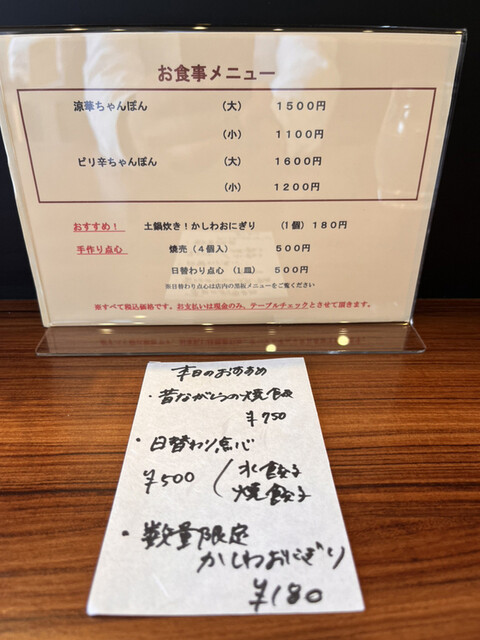 お食事メニュー
涼華ちゃんぽん （大） １５００円
（小） １１００円
ピリ辛ちゃんぽん （大） １６００円
（小） １２００円
おすすめ！ 土鍋炊き！かしわおにぎり （1個）１８０円
手作り点心 焼売（４個入） ５００円
日替わり点心（１皿） ５００円
※日替わり点心は店内の黒板メニューをご覧ください
※すべて税込価格です。お支払いは現金のみ、テーブルチェックとさせて頂きます。
本日のおすすめ
・昔ながらの焼飯
¥750
・日替わり点心
¥500 （水餃子
焼餃子
・数量限定
かしわおにぎり
¥180